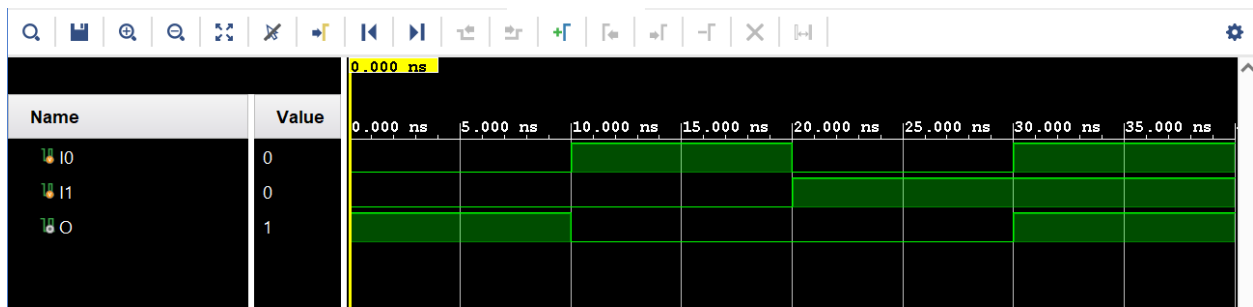 0.000 ns
Name Value
0.000 ns 5.000 ns 10.000 ns 15.000 ns 20.000 ns 25.000 ns 30.000 ns 35.000 ns
I0 0
I1 0
O 1